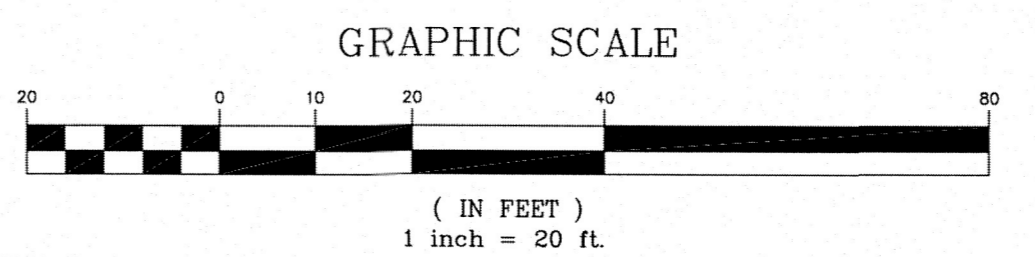 GRAPHIC SCALE
20 0 10 20 40 80
( IN FEET )
1 inch = 20 ft.